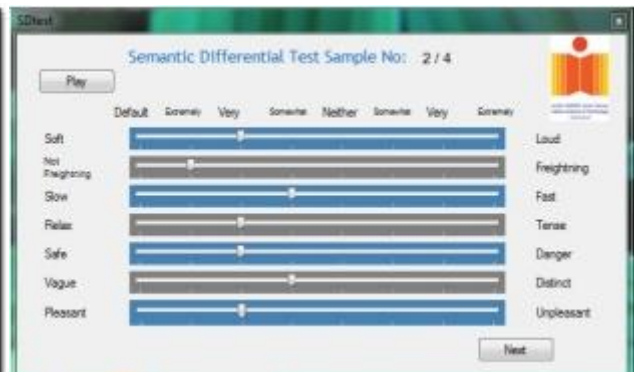 SDtest
Semantic Differential Test Sample No: 2 / 4
Play
Default Extremely Very Somewhat Neither Somewhat Very Extremely
Soft Loud
Not Freightning Freightning
Slow Fast
Relax Tense
Safe Danger
Vague Distinct
Pleasant Unpleasant
Next